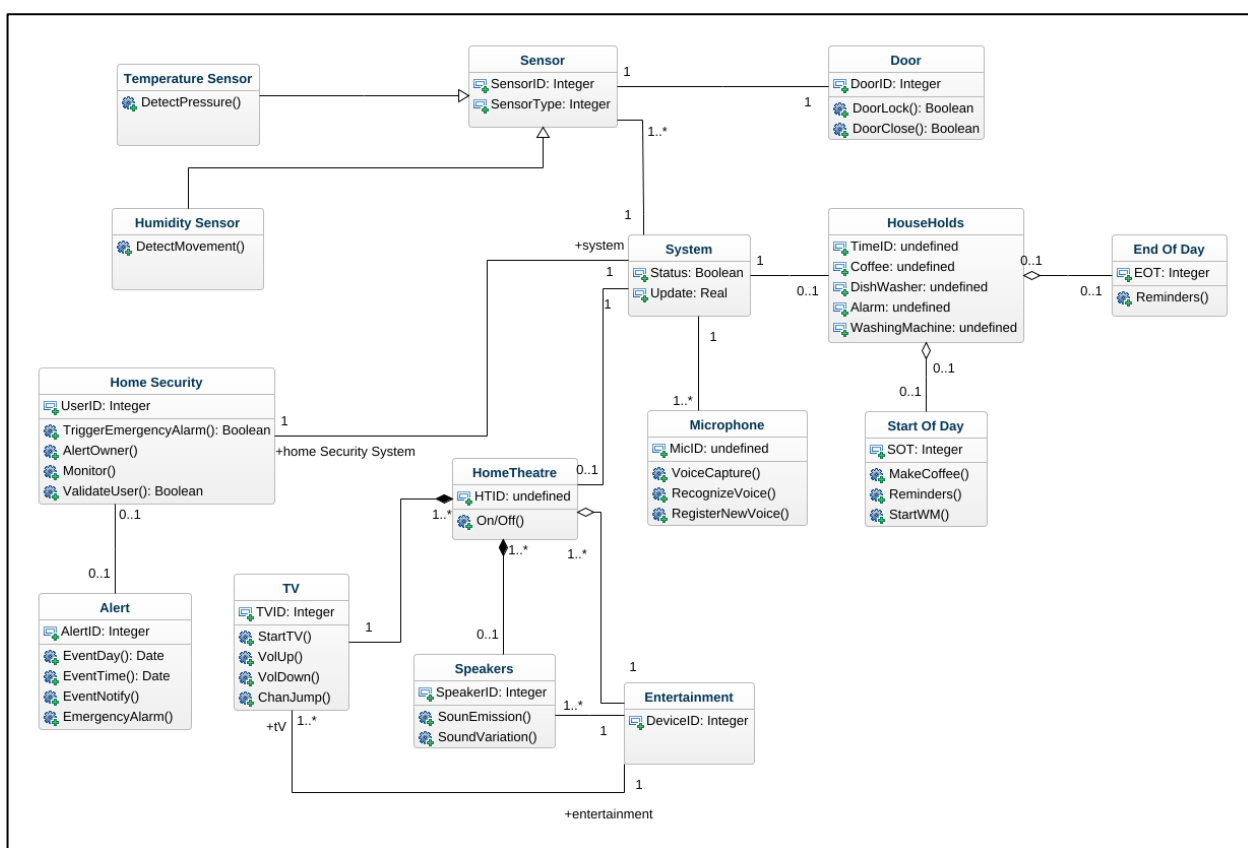 Sensor
SensorID: Integer
SensorType: Integer
1
1
Door
DoorID: Integer
DoorLock(): Boolean
DoorClose(): Boolean
Temperature Sensor
DetectPressure()
1..*
1
Humidity Sensor
DetectMovement()
+system
System
Status: Boolean
Update: Real
1
1
1
0..1
HouseHolds
TimeID: undefined
Coffee: undefined
DishWasher: undefined
Alarm: undefined
WashingMachine: undefined
0..1
0..1
End Of Day
EOT: Integer
Reminders()
0..1
0..1
1
1..*
Home Security
UserID: Integer
TriggerEmergencyAlarm(): Boolean
AlertOwner()
Monitor()
ValidateUser(): Boolean
1
+home Security System
Microphone
MicID: undefined
VoiceCapture()
RecognizeVoice()
RegisterNewVoice()
Start Of Day
SOT: Integer
MakeCoffee()
Reminders()
StartWM()
HomeTheatre
HTID: undefined
On/Off()
0..1
1..*
1..*
1..*
0..1
0..1
Alert
AlertID: Integer
EventDay(): Date
EventTime(): Date
EventNotify()
EmergencyAlarm()
TV
TVID: Integer
StartTV()
VolUp()
VolDown()
ChanJump()
1
0..1
1
Speakers
SpeakerID: Integer
SounEmission()
SoundVariation()
1..*
1
Entertainment
DeviceID: Integer
+tV
1..*
1
+entertainment